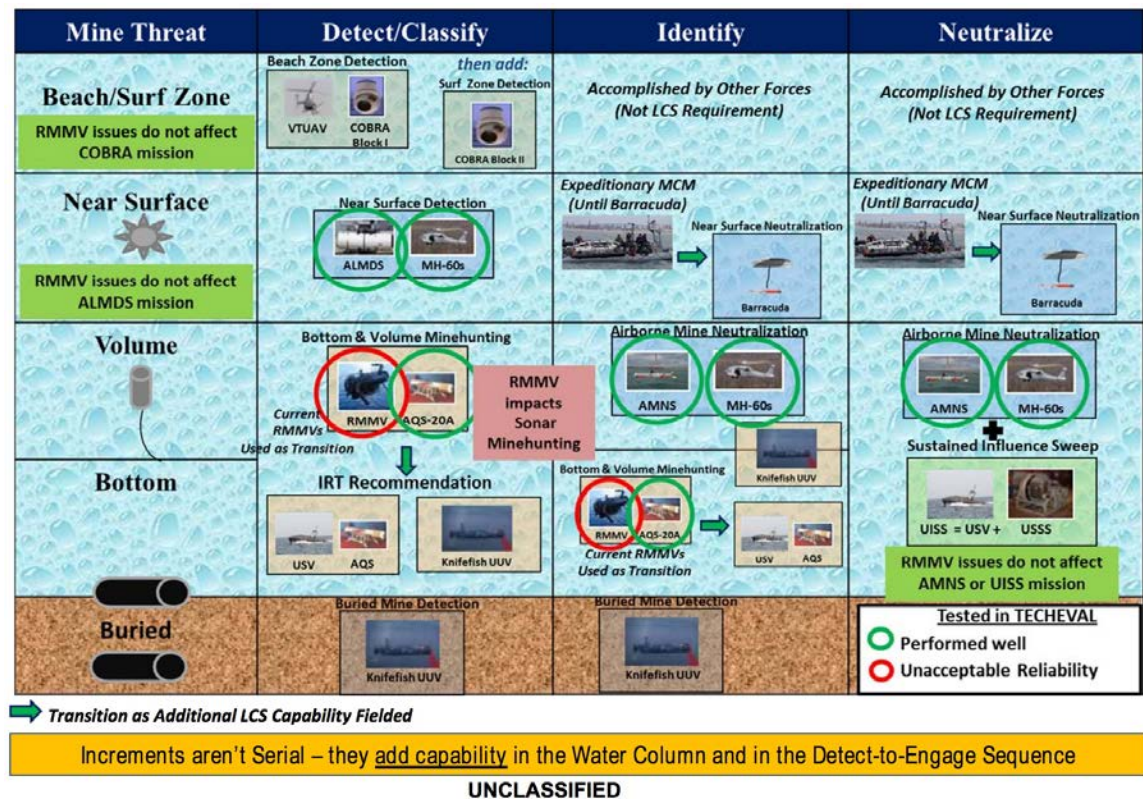 Mine Threat
Detect/Classify
Identify
Neutralize
Beach/Surf Zone
RMMV issues do not affect
COBRA mission
Beach Zone Detection
VTUAV
COBRA
Block I
then add:
Surf Zone Detection
COBRA Block II
Accomplished by Other Forces
(Not LCS Requirement)
Accomplished by Other Forces
(Not LCS Requirement)
Near Surface
RMMV issues do not affect
ALMDS mission
Near Surface Detection
ALMDS
MH-60s
Expeditionary MCM
(Until Barracuda)
Near Surface Neutralization
Barracuda
Expeditionary MCM
(Until Barracuda)
Near Surface Neutralization
Barracuda
Volume
Bottom & Volume Minehunting
RMMV
AQS-20A
Current
RMMVs
Used as Transition
RMMV
impacts
Sonar
Minehunting
Airborne Mine Neutralization
AMNS
MH-60s
Knifefish UUV
Airborne Mine Neutralization
AMNS
MH-60s
Bottom
IRT Recommendation
USV
AQS
Knifefish UUV
Bottom & Volume Minehunting
RMMV
AQS-20A
Current RMMVs
Used as Transition
USV
AQS
Sustained Influence Sweep
UISS = USV +
USSS
RMMV issues do not affect
AMNS or UISS mission
Buried
Buried Mine Detection
Knifefish UUV
Buried Mine Detection
Knifefish UUV
Tested in TECHEVAL
Performed well
Unacceptable Reliability
Transition as Additional LCS Capability Fielded
Increments aren't Serial – they add capability in the Water Column and in the Detect-to-Engage Sequence
UNCLASSIFIED